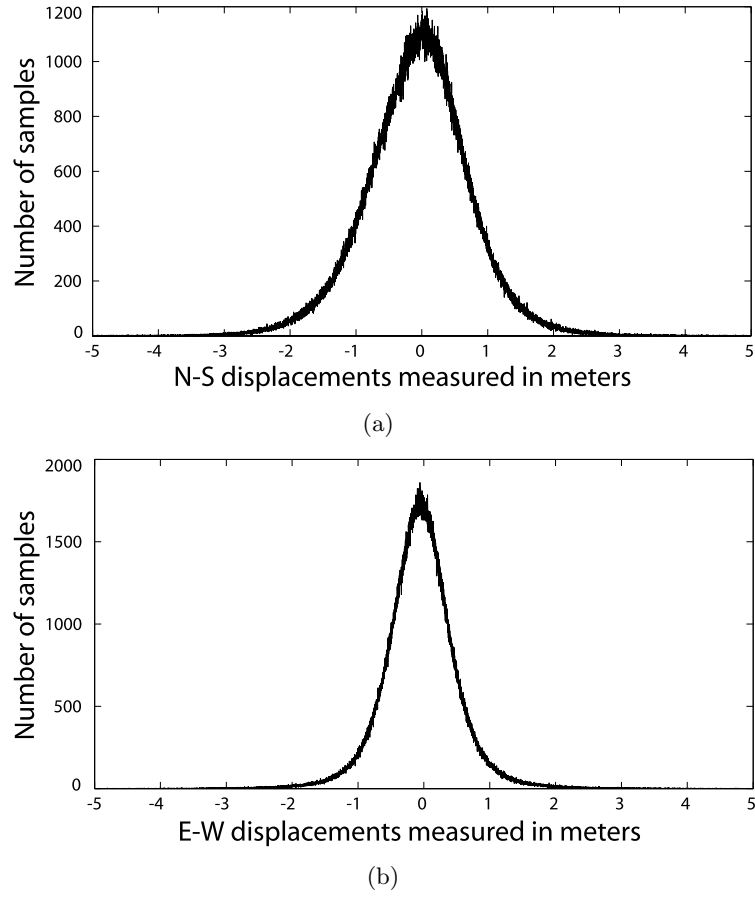 1200
1000
800
600
400
200
0
Number of samples
-5 -4 -3 -2 -1 0 1 2 3 4 5
N-S displacements measured in meters
(a)
2000
1500
1000
500
0
Number of samples
-5 -4 -3 -2 -1 0 1 2 3 4 5
E-W displacements measured in meters
(b)